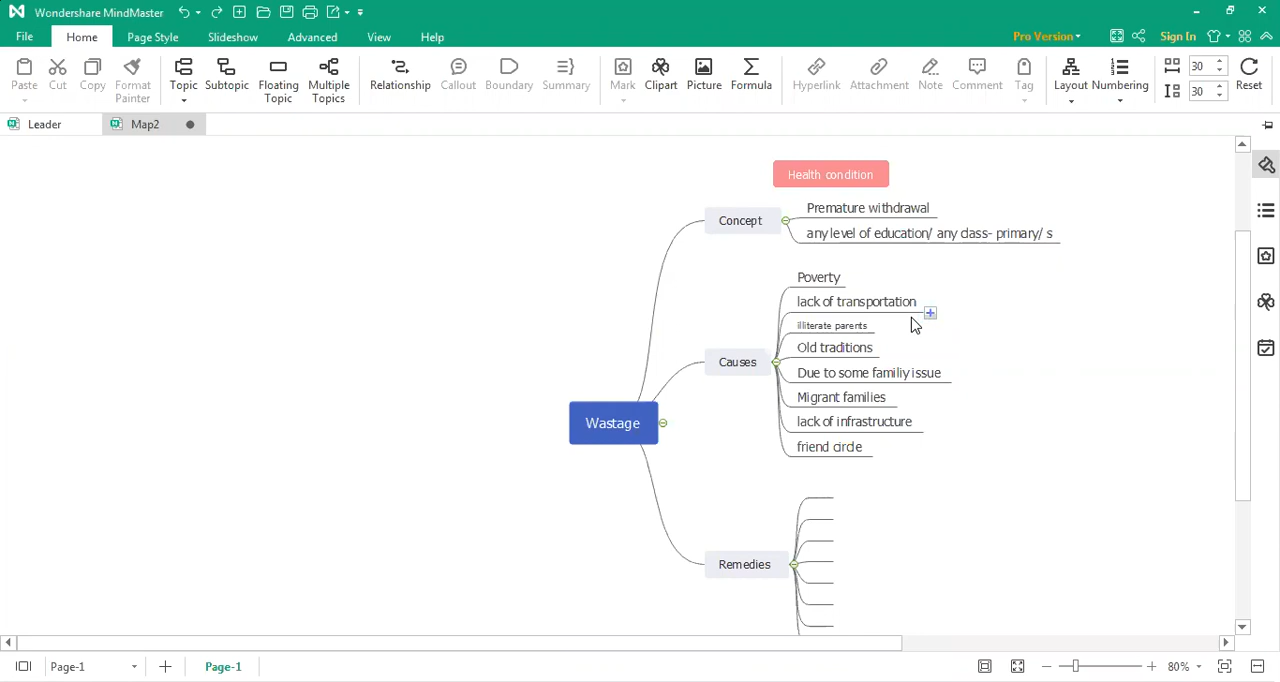 Wondershare MindMaster
File Home Page Style Slideshow Advanced View Help Pro Version Sign In
Paste Cut Copy Format Painter Topic Subtopic Floating Topic Multiple Topics Relationship Callout Boundary Summary Mark Clipart Picture Formula Hyperlink Attachment Note Comment Tag Layout Numbering 30 30 Reset
Leader Map2
Health condition
Concept
Premature withdrawal
any level of education/ any class- primary/ s
Causes
Poverty
lack of transportation
illiterate parents
Old traditions
Due to some familiy issue
Migrant families
lack of infrastructure
friend circle
Wastage
Remedies
Page-1 Page-1 80%